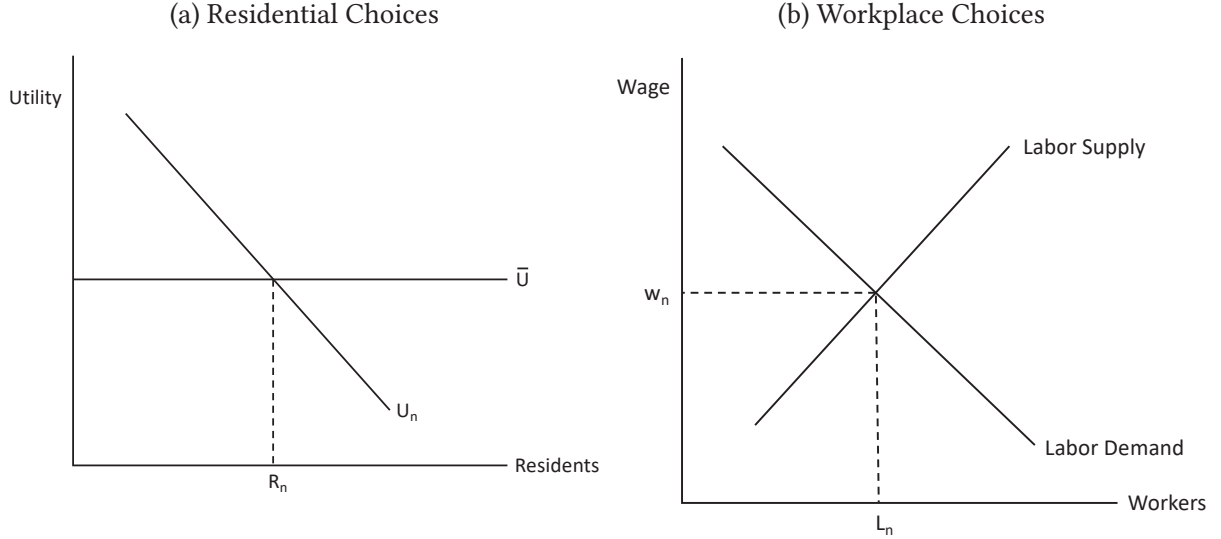 (a) Residential Choices
Utility
Ū
Uₙ
Residents
Rₙ
(b) Workplace Choices
Wage
Labor Supply
wₙ
Labor Demand
Workers
Lₙ